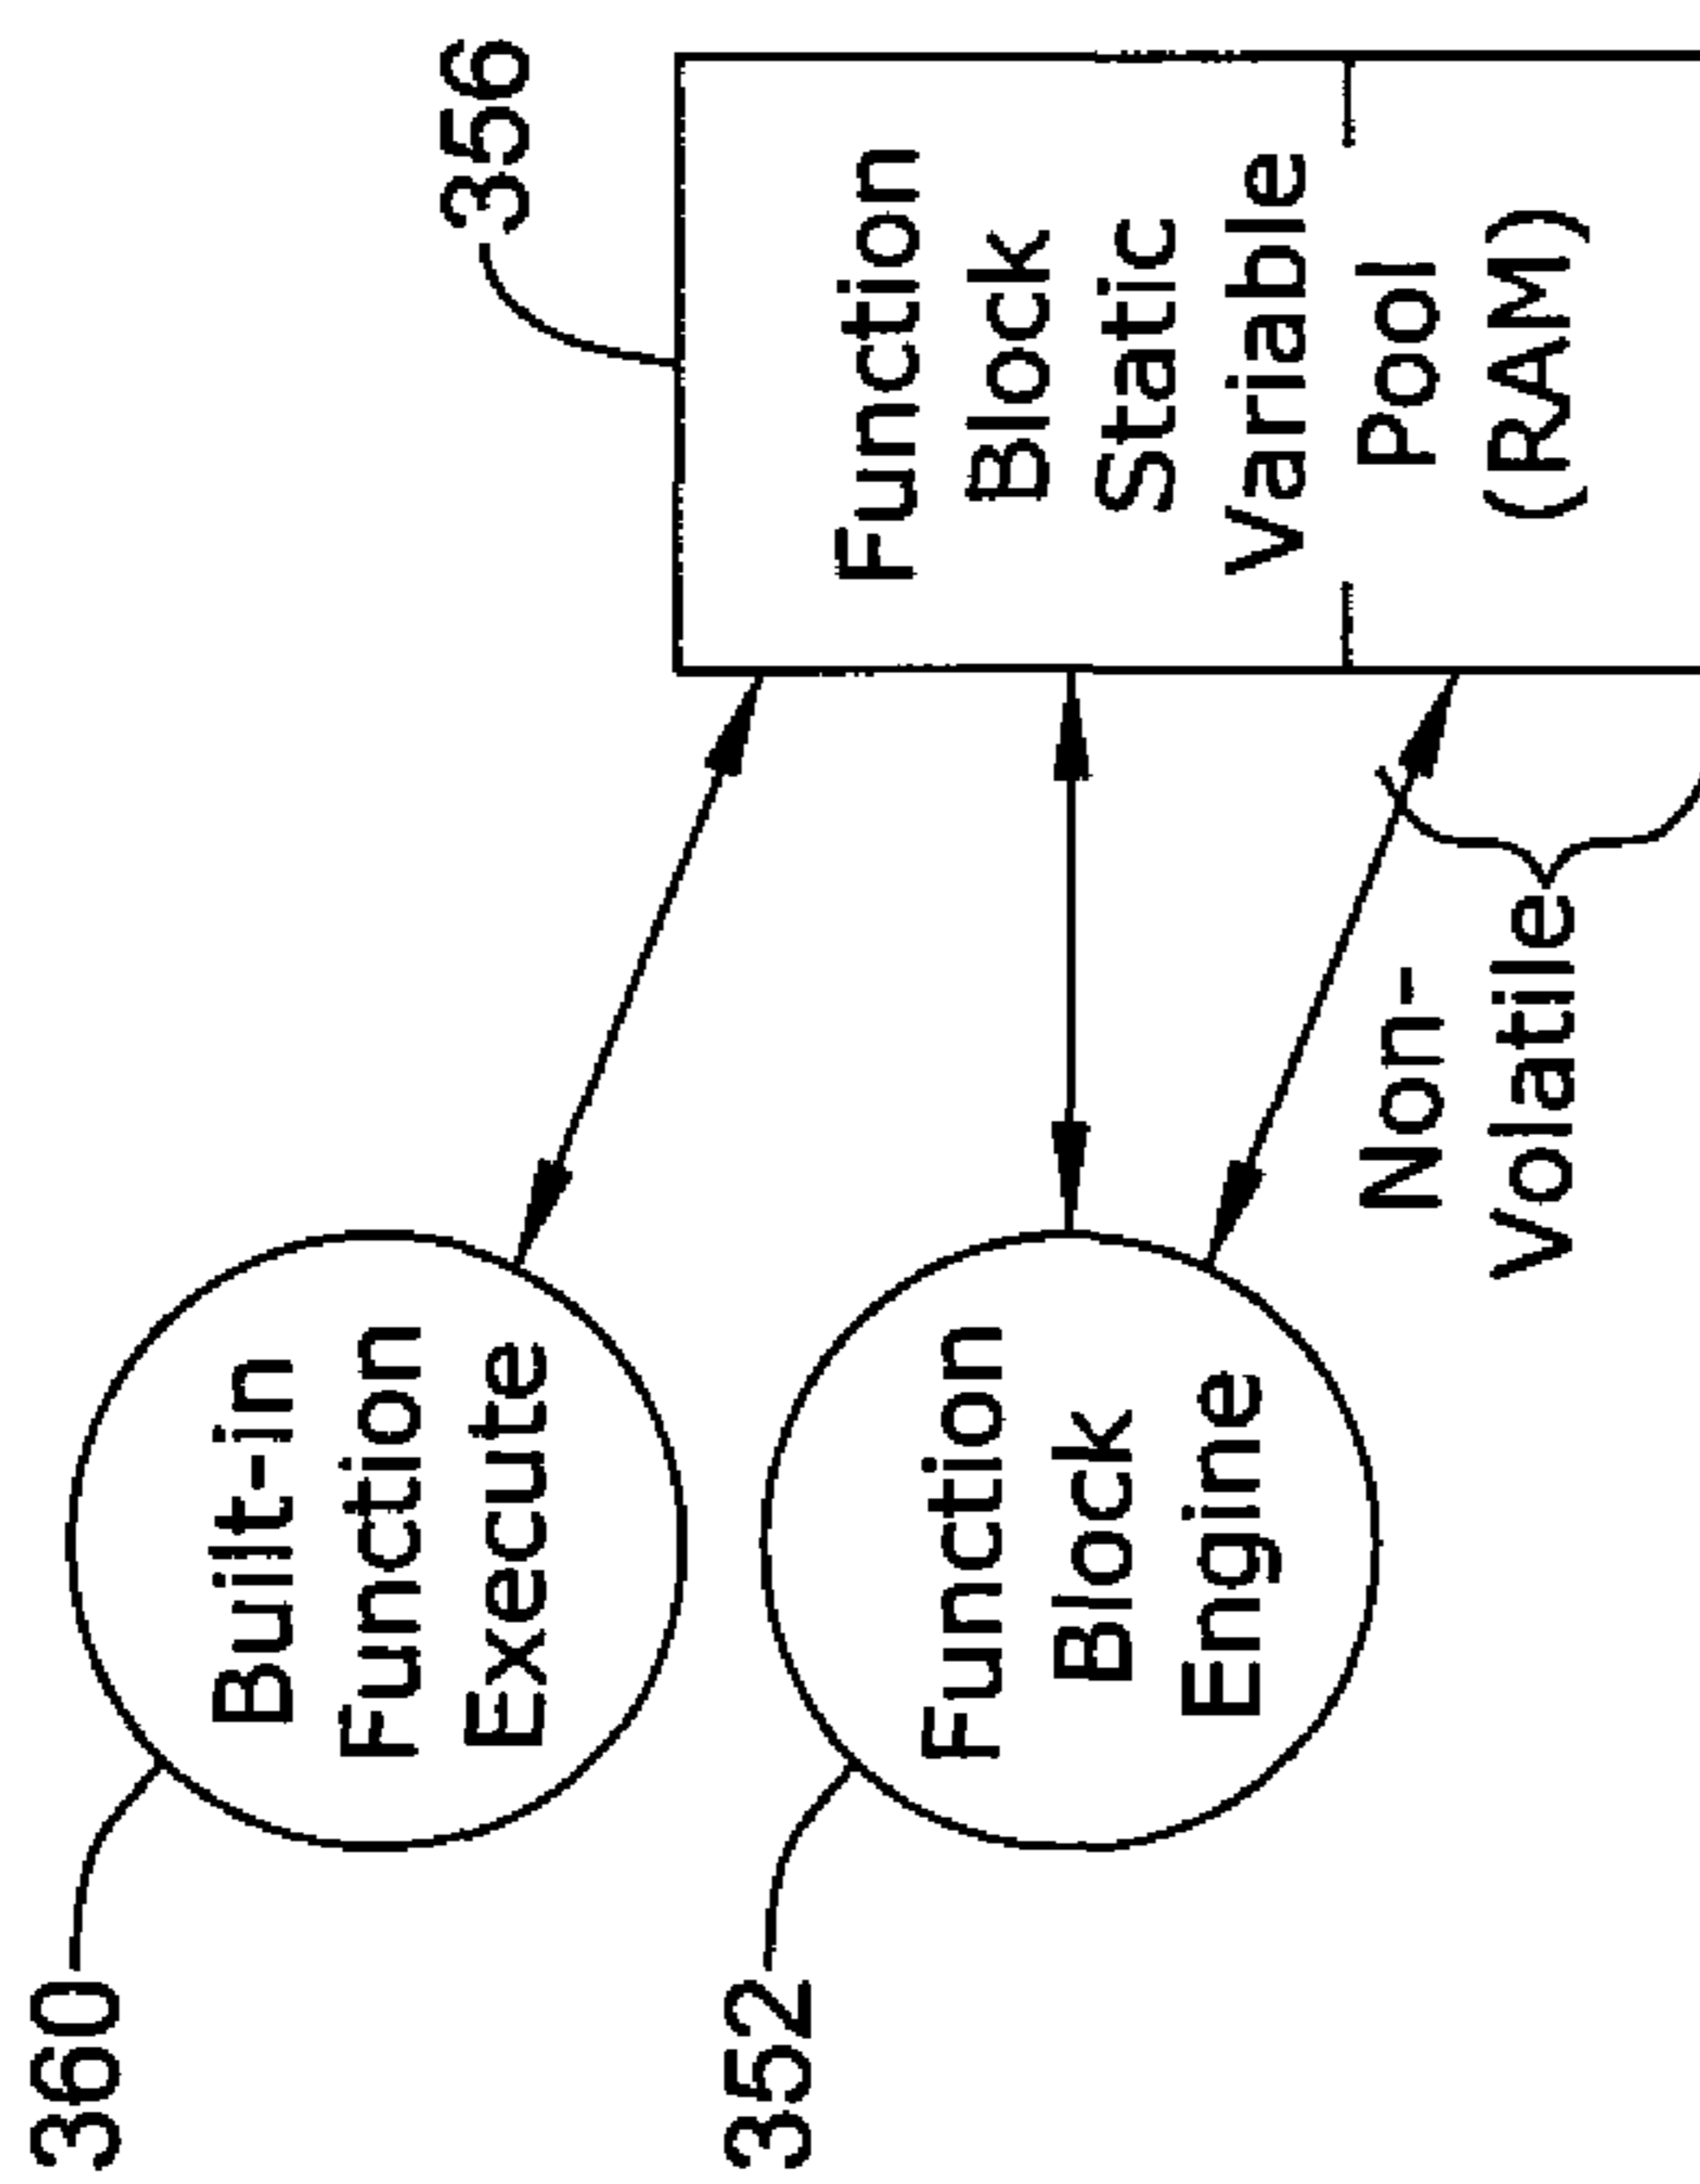 360
Built-in
Function
Execute
356
352
Function
Block
Engine
Function
Block
Static
Variable
Pool
(RAM)
Non-
Volatile